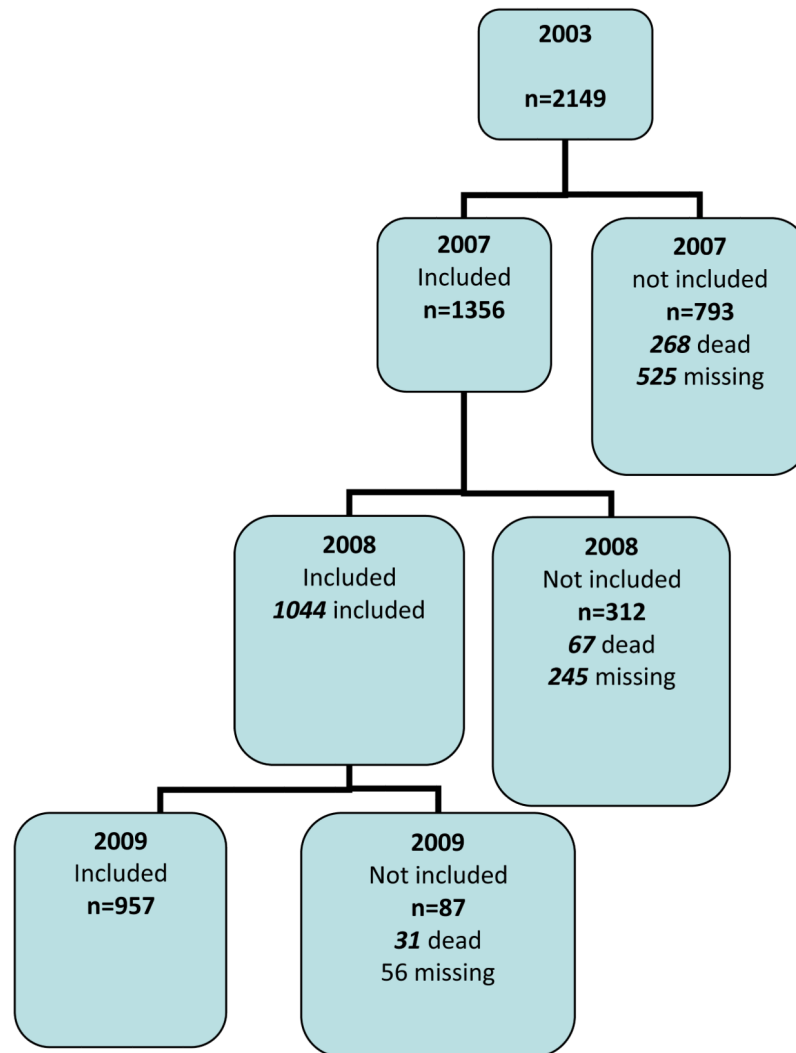 2003
n=2149
2007
Included
n=1356
2007
not included
n=793
268 dead
525 missing
2008
Included
1044 included
2008
Not included
n=312
67 dead
245 missing
2009
Included
n=957
2009
Not included
n=87
31 dead
56 missing